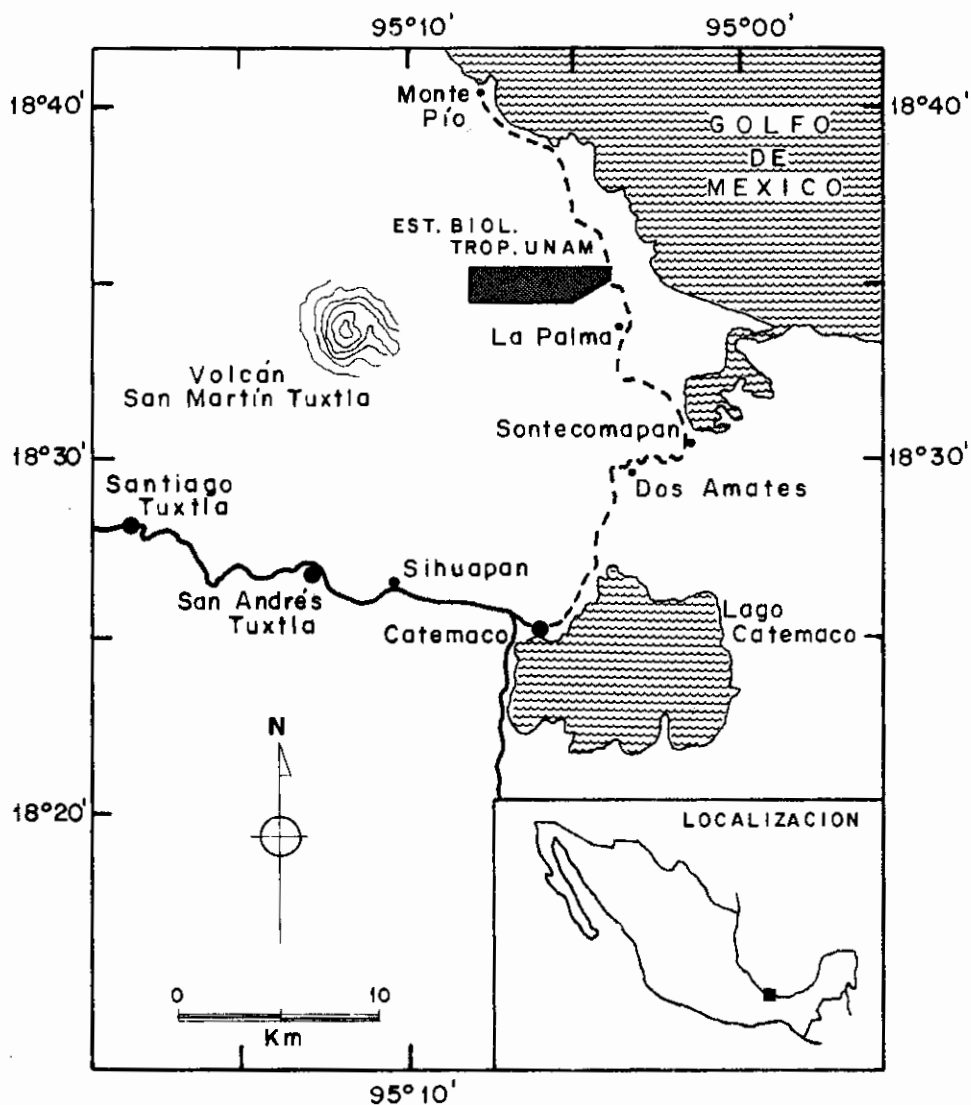 95°10'
95°00'
18°40'
18°40'
Monte
Pío
GOLFO
DE
MEXICO
EST. BIOL.
TROP. UNAM
La Palma
Volcán
San Martín Tuxtla
Sontecomapan
18°30'
18°30'
Santiago
Tuxtla
Dos Amates
Sihuapan
San Andrés
Tuxtla
Catemaco
Lago
Catemaco
N
18°20'
LOCALIZACION
0
10
Km
95°10'